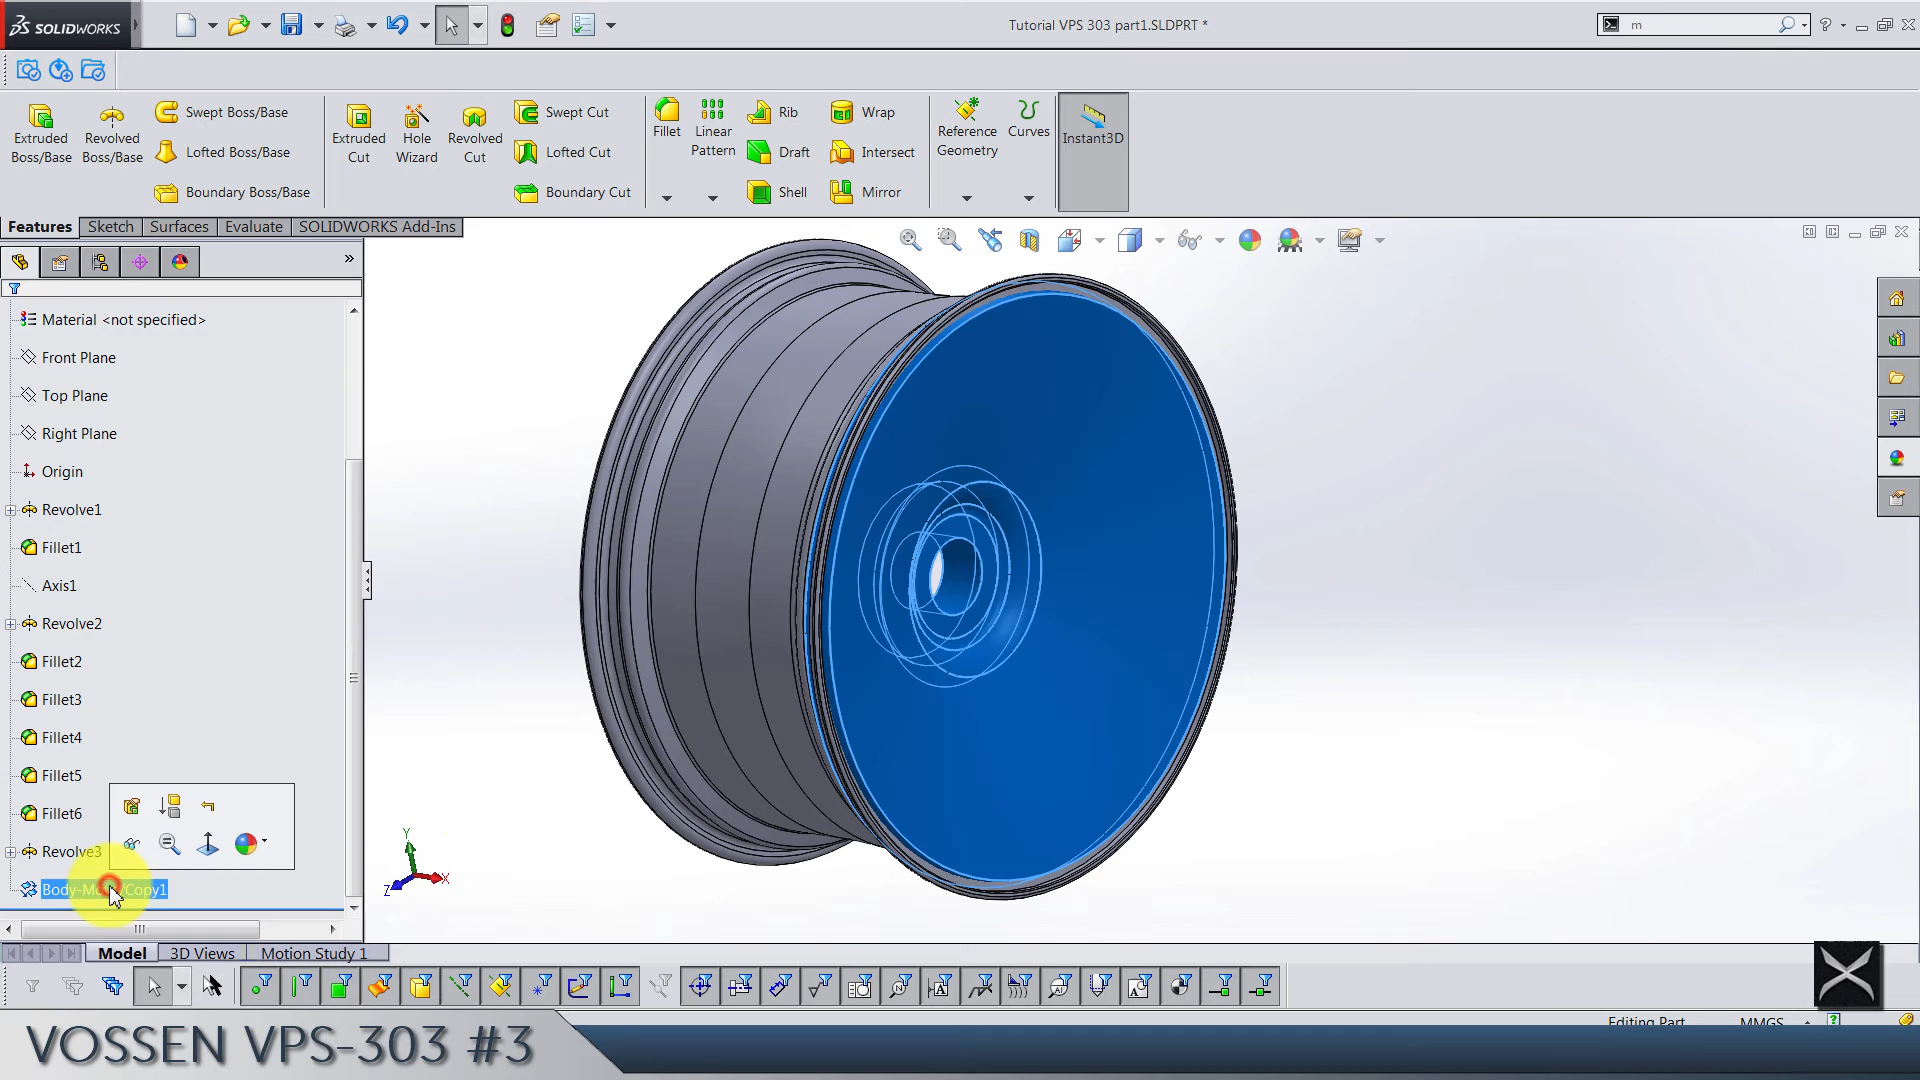 SOLIDWORKS
Tutorial VPS 303 part1.SLDPRT *
m
Extruded Boss/Base
Revolved Boss/Base
Swept Boss/Base
Lofted Boss/Base
Boundary Boss/Base
Extruded Cut
Hole Wizard
Revolved Cut
Swept Cut
Lofted Cut
Boundary Cut
Fillet
Linear Pattern
Rib
Draft
Shell
Wrap
Intersect
Mirror
Reference Geometry
Curves
Instant3D
Features Sketch Surfaces Evaluate SOLIDWORKS Add-Ins
Material <not specified>
Front Plane
Top Plane
Right Plane
Origin
Revolve1
Fillet1
Axis1
Revolve2
Fillet2
Fillet3
Fillet4
Fillet5
Fillet6
Revolve3
Y
X
Z
Model 3D Views Motion Study 1
Editing Part MMGS
VOSSEN VPS-303 #3